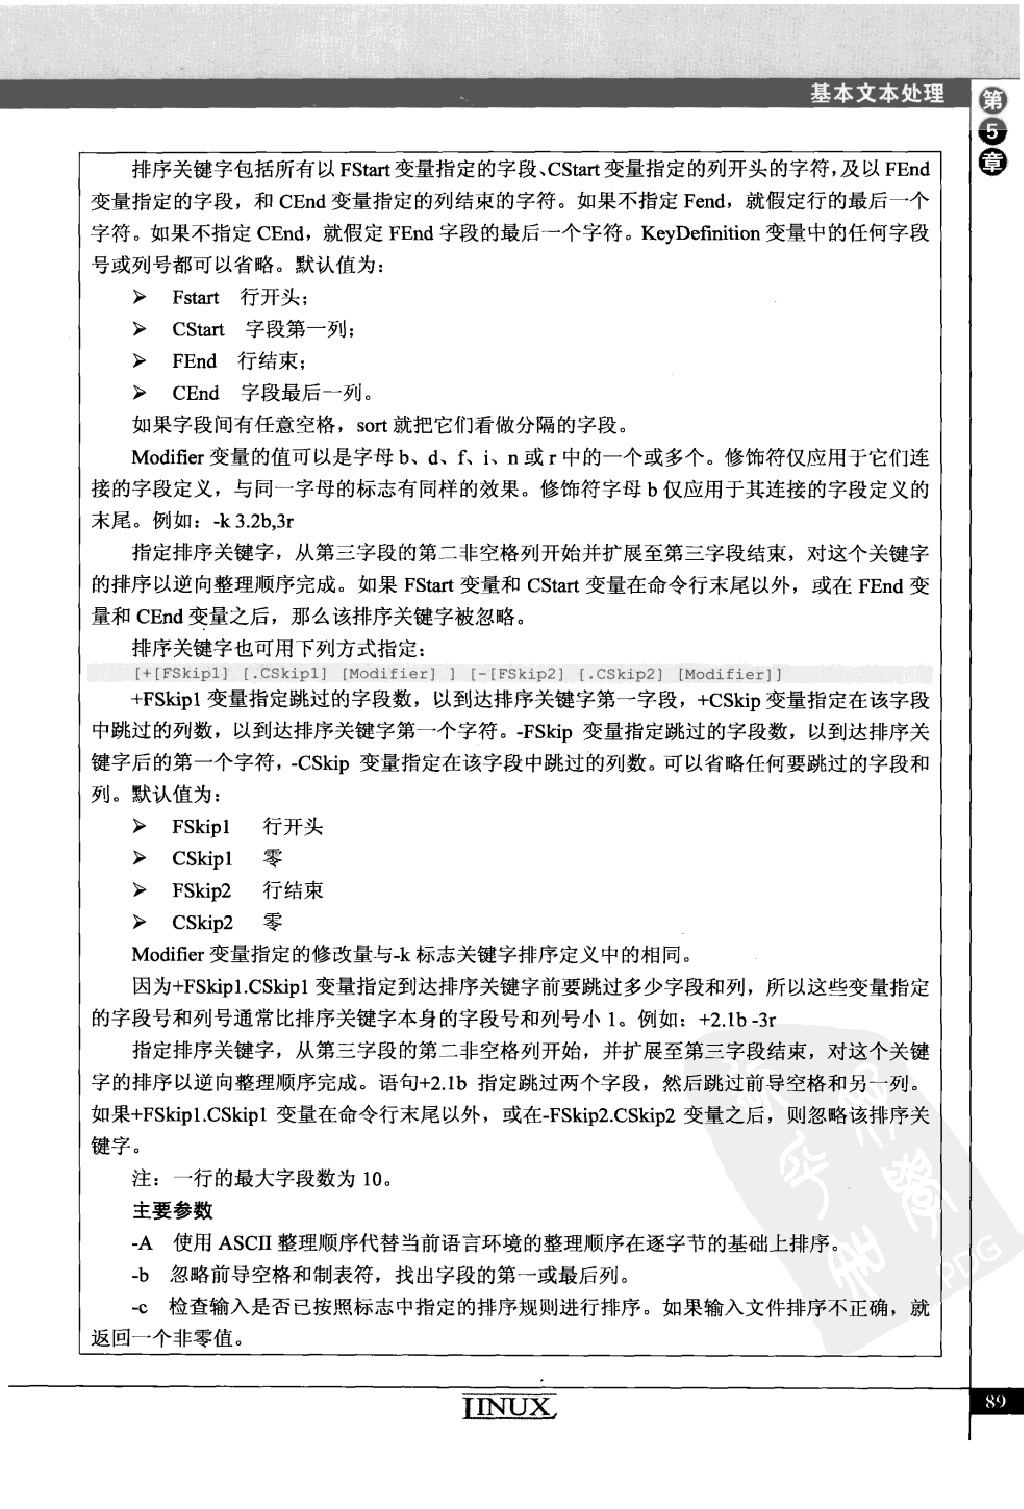 基本文本处理
第
5
章
排序关键字包括所有以 FStart 变量指定的字段、CStart 变量指定的列开头的字符,及以 FEnd
变量指定的字段，和 CEnd 变量指定的列结束的字符。如果不指定 Fend，就假定行的最后一个
字符。如果不指定 CEnd，就假定 FEnd 字段的最后一个字符。KeyDefinition 变量中的任何字段
号或列号都可以省略。默认值为：
➢ Fstart 行开头；
➢ CStart 字段第一列；
➢ FEnd 行结束；
➢ CEnd 字段最后一列。
如果字段间有任意空格，sort 就把它们看做分隔的字段。
Modifier 变量的值可以是字母 b、d、f、i、n 或 r 中的一个或多个。修饰符仅应用于它们连
接的字段定义，与同一字母的标志有同样的效果。修饰符字母 b 仅应用于其连接的字段定义的
末尾。例如：-k 3.2b,3r
指定排序关键字，从第三字段的第二非空格列开始并扩展至第三字段结束，对这个关键字
的排序以逆向整理顺序完成。如果 FStart 变量和 CStart 变量在命令行末尾以外，或在 FEnd 变
量和 CEnd 变量之后，那么该排序关键字被忽略。
排序关键字也可用下列方式指定：
[+[FSkip1] [.CSkip1] [Modifier] ] [-[FSkip2] [.CSkip2] [Modifier]]
+FSkip1 变量指定跳过的字段数，以到达排序关键字第一字段，+CSkip 变量指定在该字段
中跳过的列数，以到达排序关键字第一个字符。-FSkip 变量指定跳过的字段数，以到达排序关
键字后的第一个字符，-CSkip 变量指定在该字段中跳过的列数。可以省略任何要跳过的字段和
列。默认值为：
➢ FSkip1 行开头
➢ CSkip1 零
➢ FSkip2 行结束
➢ CSkip2 零
Modifier 变量指定的修改量与-k 标志关键字排序定义中的相同。
因为+FSkip1.CSkip1 变量指定到达排序关键字前要跳过多少字段和列，所以这些变量指定
的字段号和列号通常比排序关键字本身的字段号和列号小 1。例如：+2.1b -3r
指定排序关键字，从第三字段的第二非空格列开始，并扩展至第三字段结束，对这个关键
字的排序以逆向整理顺序完成。语句+2.1b 指定跳过两个字段，然后跳过前导空格和另一列。
如果+FSkip1.CSkip1 变量在命令行末尾以外，或在-FSkip2.CSkip2 变量之后，则忽略该排序关
键字。
注：一行的最大字段数为 10。
主要参数
-A 使用 ASCII 整理顺序代替当前语言环境的整理顺序在逐字节的基础上排序。
-b 忽略前导空格和制表符，找出字段的第一或最后列。
-c 检查输入是否已按照标志中指定的排序规则进行排序。如果输入文件排序不正确，就
返回一个非零值。
PDG
LINUX
89